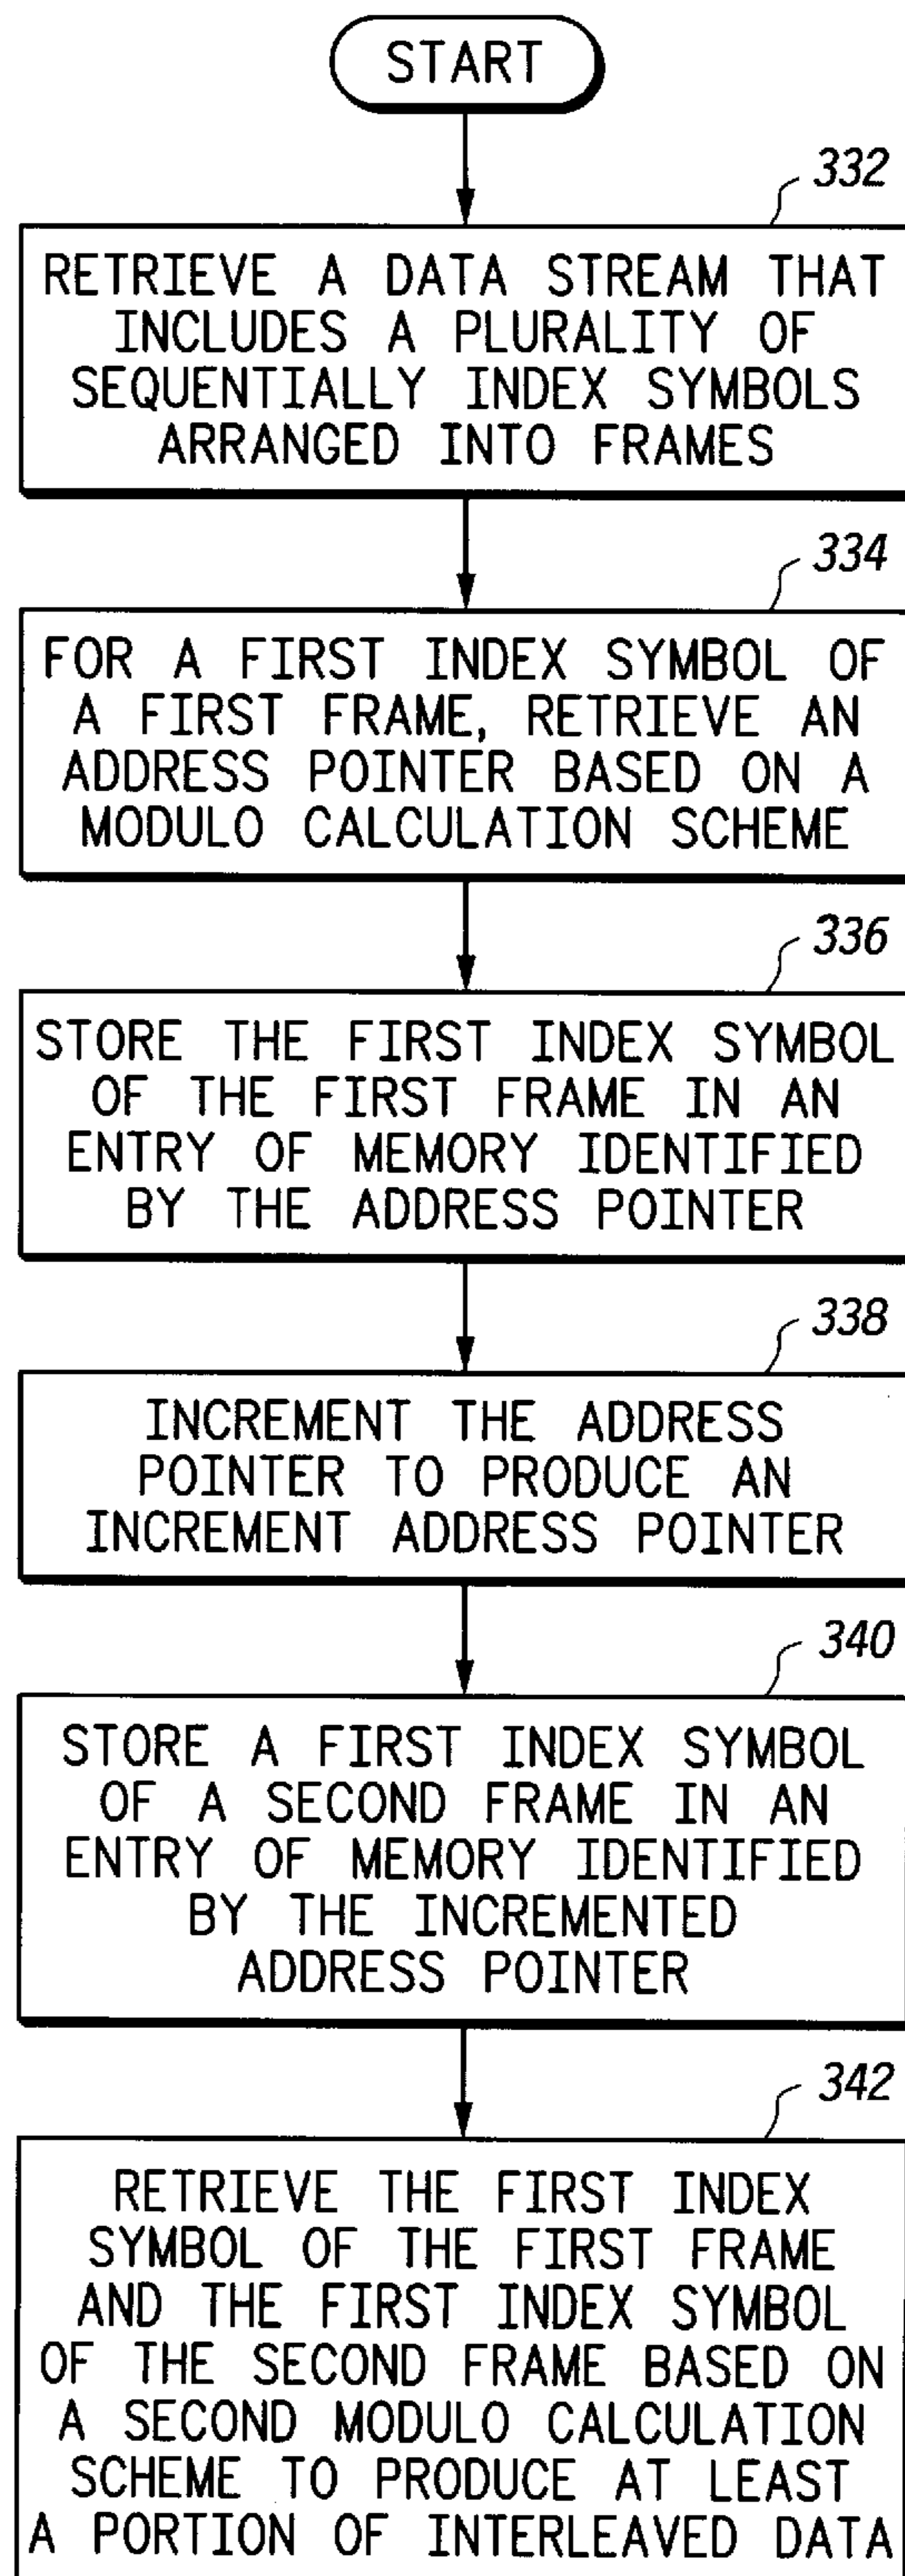 START
332
RETRIEVE A DATA STREAM THAT
INCLUDES A PLURALITY OF
SEQUENTIALLY INDEX SYMBOLS
ARRANGED INTO FRAMES
334
FOR A FIRST INDEX SYMBOL OF
A FIRST FRAME, RETRIEVE AN
ADDRESS POINTER BASED ON A
MODULO CALCULATION SCHEME
336
STORE THE FIRST INDEX SYMBOL
OF THE FIRST FRAME IN AN
ENTRY OF MEMORY IDENTIFIED
BY THE ADDRESS POINTER
338
INCREMENT THE ADDRESS
POINTER TO PRODUCE AN
INCREMENT ADDRESS POINTER
340
STORE A FIRST INDEX SYMBOL
OF A SECOND FRAME IN AN
ENTRY OF MEMORY IDENTIFIED
BY THE INCREMENTED
ADDRESS POINTER
342
RETRIEVE THE FIRST INDEX
SYMBOL OF THE FIRST FRAME
AND THE FIRST INDEX SYMBOL
OF THE SECOND FRAME BASED ON
A SECOND MODULO CALCULATION
SCHEME TO PRODUCE AT LEAST
A PORTION OF INTERLEAVED DATA